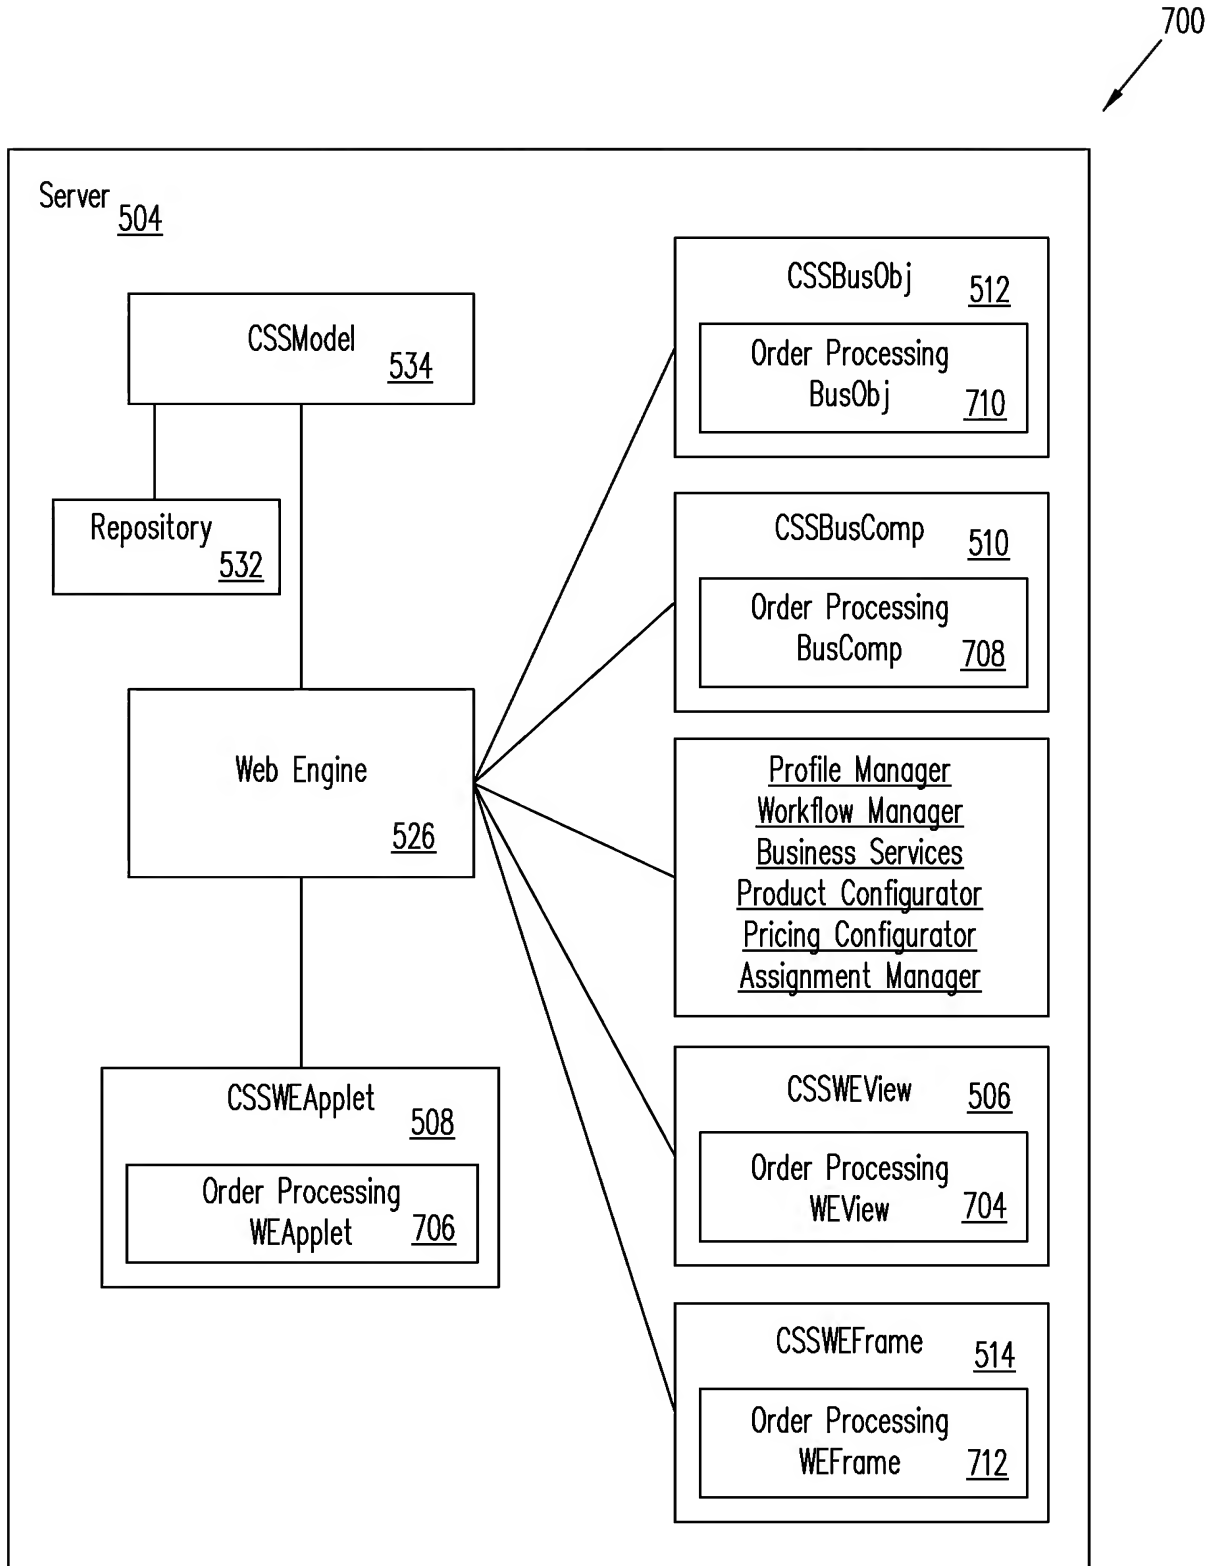 700
Server 504
CSSModel
534
Repository
532
Web Engine
526
CSSWEApplet
508
Order Processing
WEApplet 706
CSSBusObj 512
Order Processing
BusObj 710
CSSBusComp 510
Order Processing
BusComp 708
Profile Manager
Workflow Manager
Business Services
Product Configurator
Pricing Configurator
Assignment Manager
CSSWEView 506
Order Processing
WEView 704
CSSWEFrame 514
Order Processing
WEFrame 712